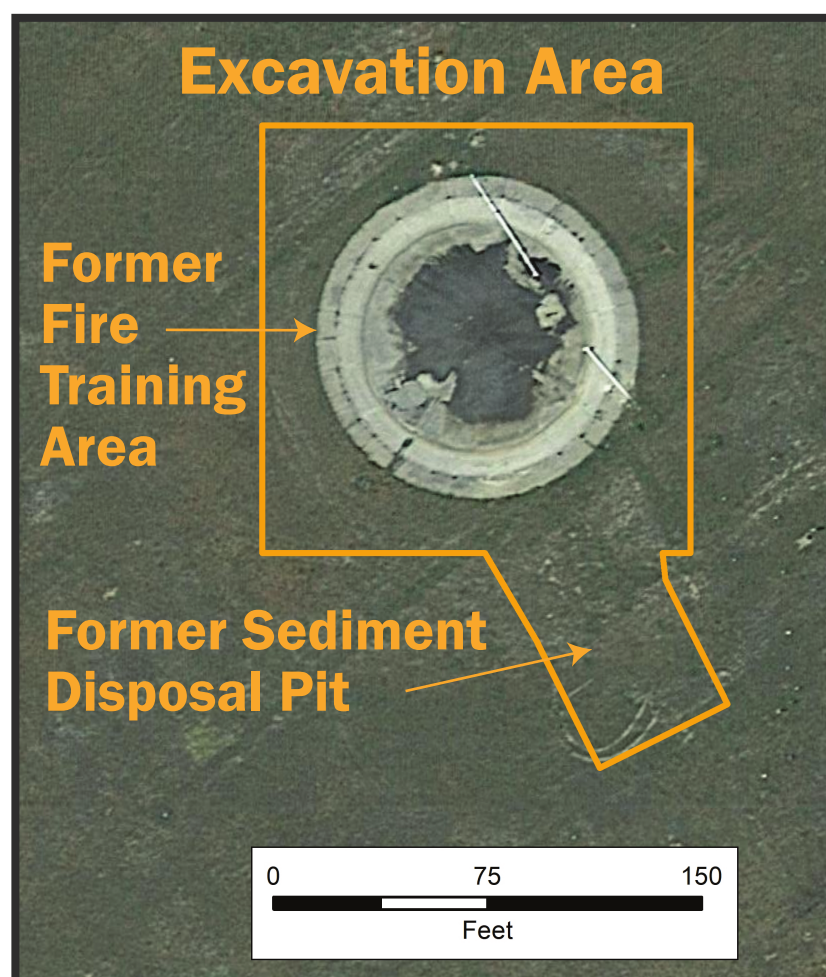 Excavation Area
Former
Fire
Training
Area
Former Sediment
Disposal Pit
0 75 150
Feet